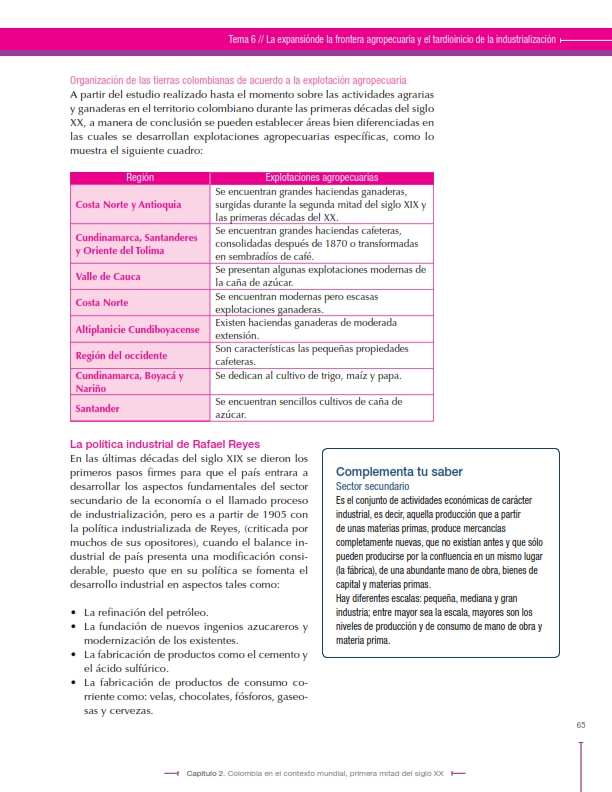 Tema 6 // La expansiónde la frontera agropecuaria y el tardíoinicio de la industrialización
Organización de las tierras colombianas de acuerdo a la explotación agropecuaria
A partir del estudio realizado hasta el momento sobre las actividades agrarias
y ganaderas en el territorio colombiano durante las primeras décadas del siglo
XX, a manera de conclusión se pueden establecer áreas bien diferenciadas en
las cuales se desarrollan explotaciones agropecuarias específicas, como lo
muestra el siguiente cuadro:
Región
Explotaciones agropecuarias
Costa Norte y Antioquia
Se encuentran grandes haciendas ganaderas,
surgidas durante la segunda mitad del siglo XIX y
las primeras décadas del XX.
Cundinamarca, Santanderes
y Oriente del Tolima
Se encuentran grandes haciendas cafeteras,
consolidadas después de 1870 o transformadas
en sembradíos de café.
Valle de Cauca
Se presentan algunas explotaciones modernas de
la caña de azúcar.
Costa Norte
Se encuentran modernas pero escasas
explotaciones ganaderas.
Altiplanicie Cundiboyacense
Existen haciendas ganaderas de moderada
extensión.
Región del occidente
Son características las pequeñas propiedades
cafeteras.
Cundinamarca, Boyacá y
Nariño
Se dedican al cultivo de trigo, maíz y papa.
Santander
Se encuentran sencillos cultivos de caña de
azúcar.
La política industrial de Rafael Reyes
En las últimas décadas del siglo XIX se dieron los
primeros pasos firmes para que el país entrara a
desarrollar los aspectos fundamentales del sector
secundario de la economía o el llamado proceso
de industrialización, pero es a partir de 1905 con
la política industrializada de Reyes, (criticada por
muchos de sus opositores), cuando el balance in-
dustrial de país presenta una modificación consi-
derable, puesto que en su política se fomenta el
desarrollo industrial en aspectos tales como:
• La refinación del petróleo.
• La fundación de nuevos ingenios azucareros y
modernización de los existentes.
• La fabricación de productos como el cemento y
el ácido sulfúrico.
• La fabricación de productos de consumo co-
rriente como: velas, chocolates, fósforos, gaseo-
sas y cervezas.
Complementa tu saber
Sector secundario
Es el conjunto de actividades económicas de carácter
industrial, es decir, aquella producción que a partir
de unas materias primas, produce mercancías
completamente nuevas, que no existían antes y que sólo
pueden producirse por la confluencia en un mismo lugar
(la fábrica), de una abundante mano de obra, bienes de
capital y materias primas.
Hay diferentes escalas: pequeña, mediana y gran
industria; entre mayor sea la escala, mayores son los
niveles de producción y de consumo de mano de obra y
materia prima.
65
Capítulo 2. Colombia en el contexto mundial, primera mitad del siglo XX